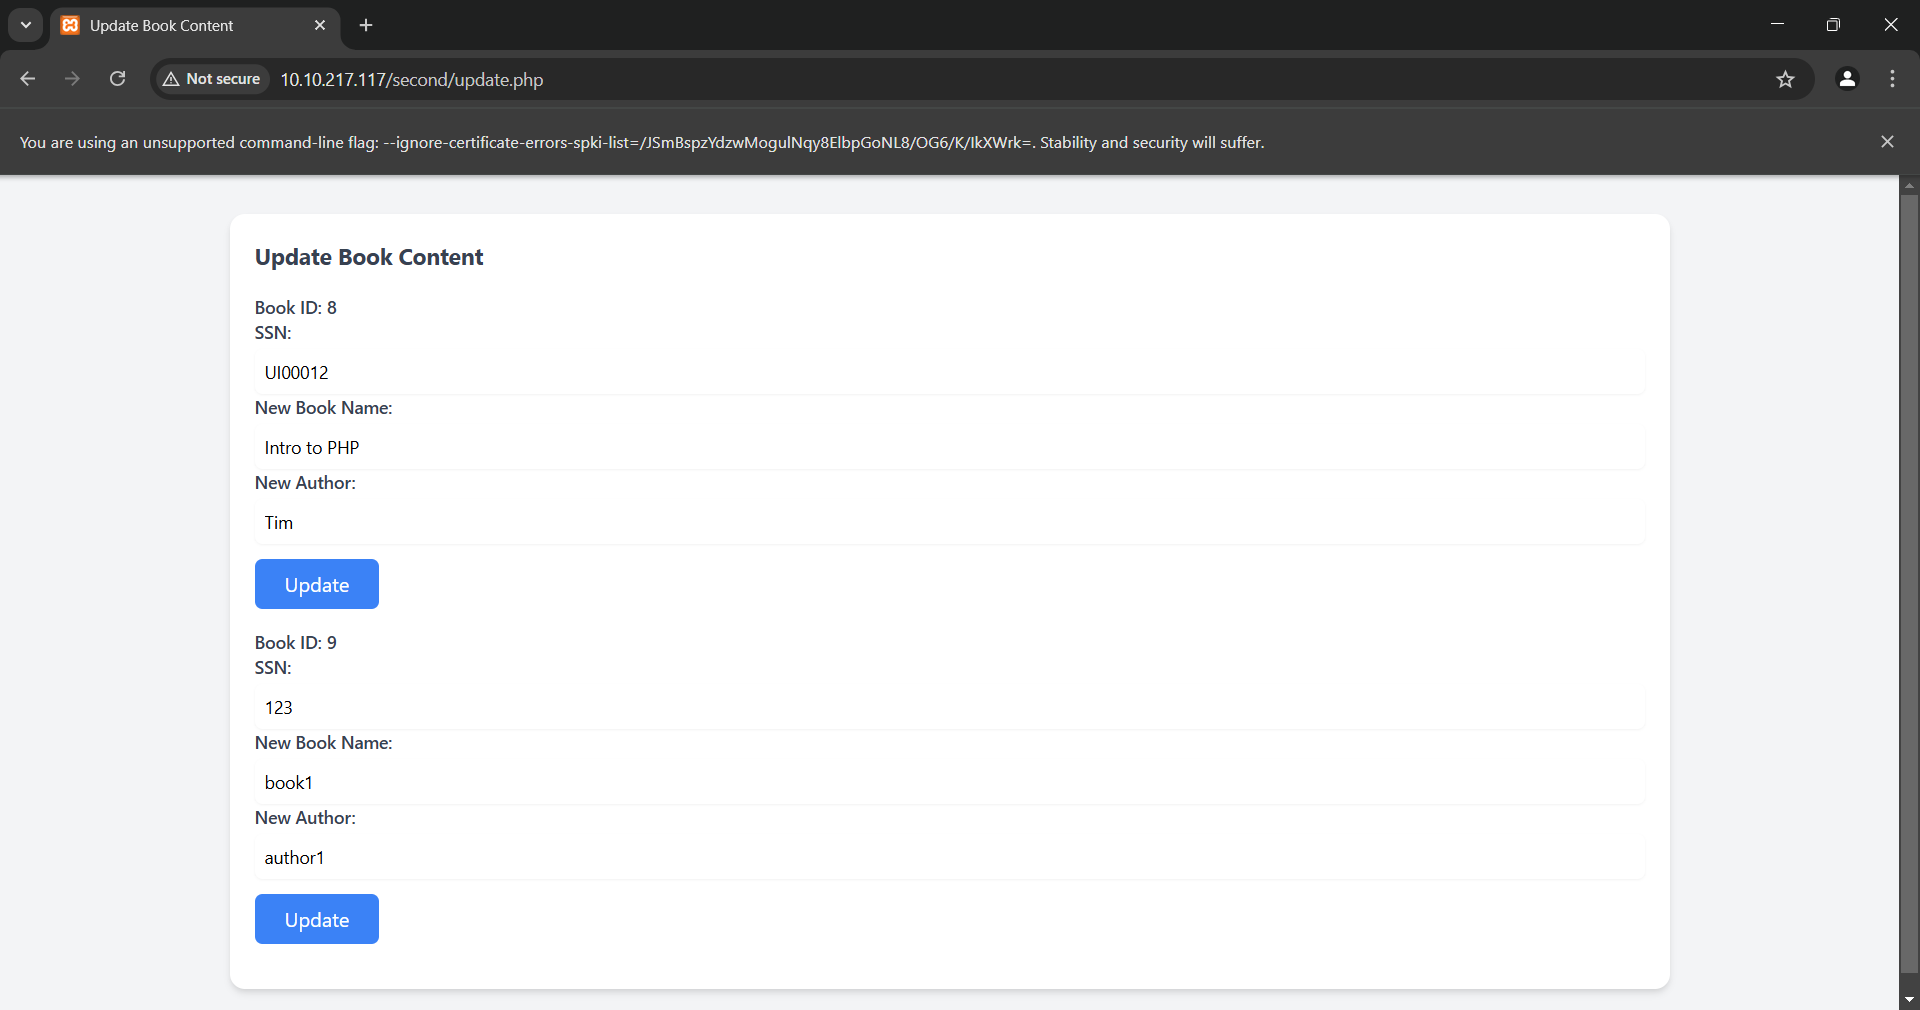 Update Book Content
Not secure
10.10.217.117/second/update.php
You are using an unsupported command-line flag: --ignore-certificate-errors-spki-list=/JSmBspzYdzwMogulNqy8ElbpGoNL8/OG6/K/IkXWrk=. Stability and security will suffer.
Update Book Content
Book ID: 8
SSN:
UI00012
New Book Name:
Intro to PHP
New Author:
Tim
Update
Book ID: 9
SSN:
123
New Book Name:
book1
New Author:
author1
Update